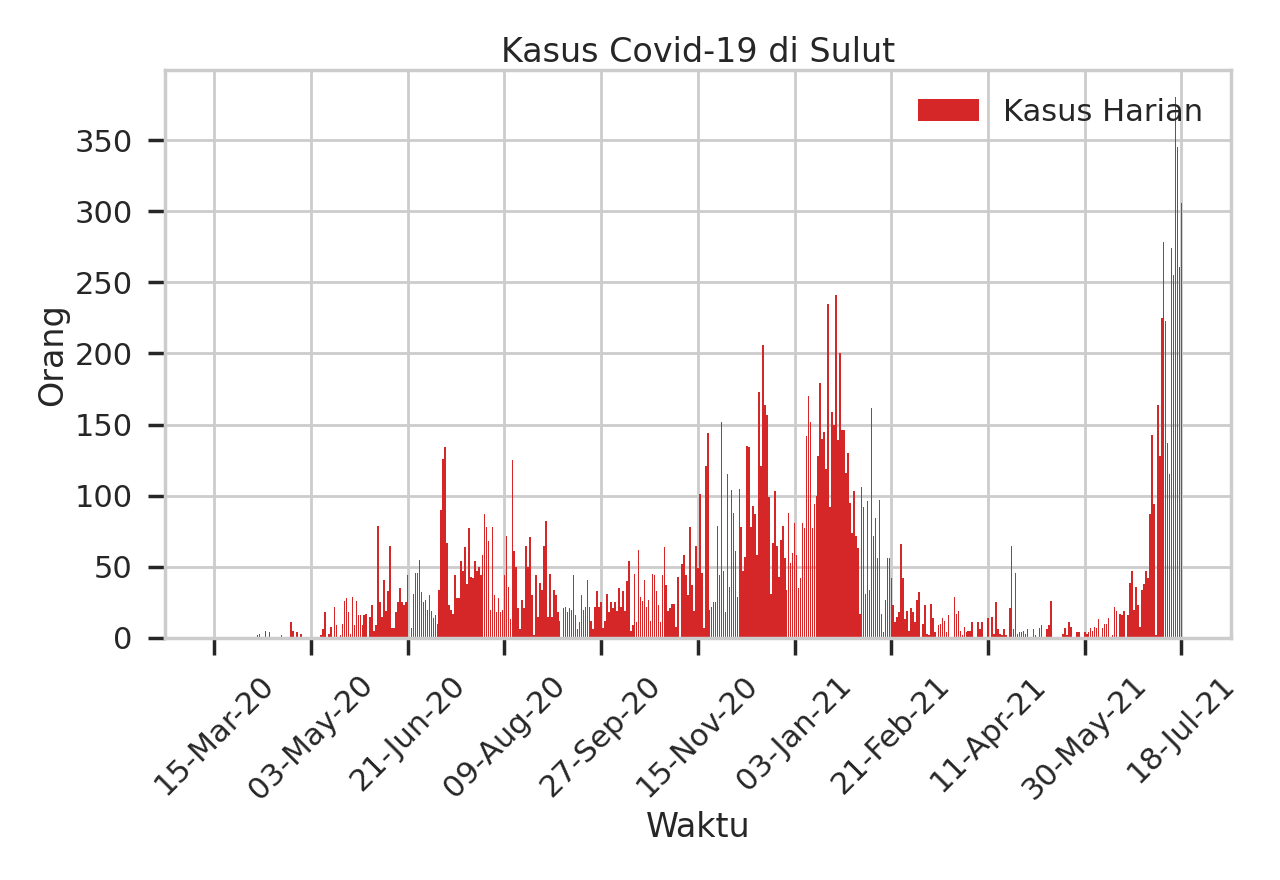 Kasus Covid-19 di Sulut
Kasus Harian
Orang
350
300
250
200
150
100
50
0
15-Mar-20
03-May-20
21-Jun-20
09-Aug-20
27-Sep-20
15-Nov-20
03-Jan-21
21-Feb-21
11-Apr-21
30-May-21
18-Jul-21
Waktu